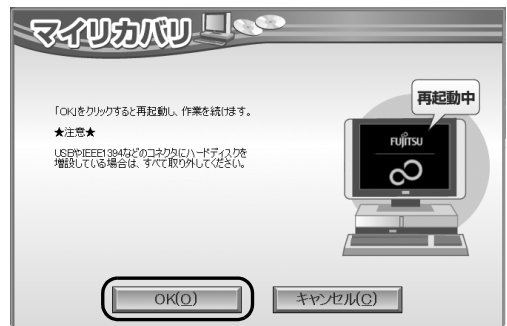 マイリカバリ
「OK」をクリックすると再起動し、作業を続けます。
★注意★
USBやIEEE1394などのコネクタにハードディスクを
増設している場合は、すべて取り外してください。
再起動中
FUJITSU
OK(O)
キャンセル(C)